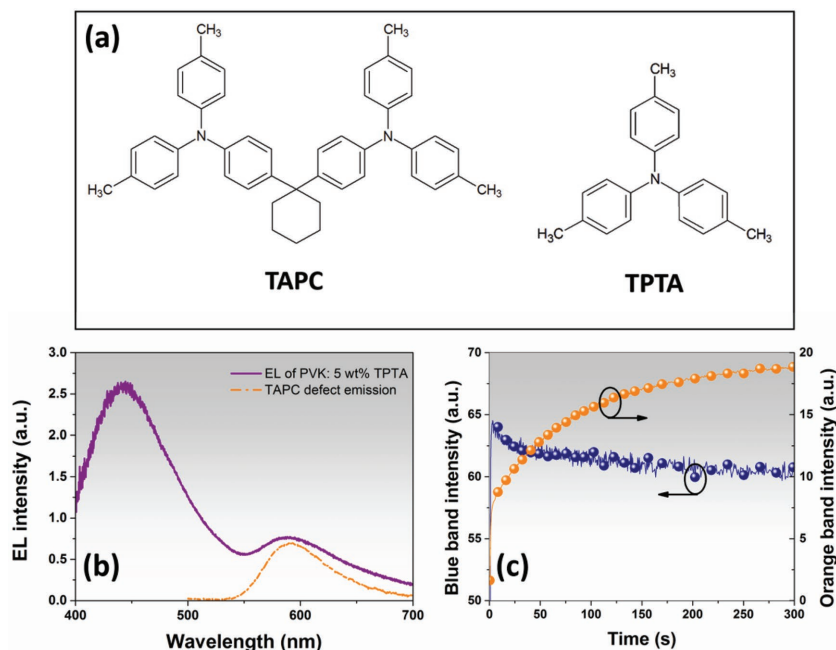 (a)
CH₃
CH₃
CH₃
N
N
N
H₃C
CH₃
H₃C
CH₃
TAPC
TPTA
3.0
2.5
2.0
1.5
1.0
0.5
0.0
EL intensity (a.u.)
EL of PVK: 5 wt% TPTA
TAPC defect emission
(b)
400
500
600
700
Wavelength (nm)
70
65
60
55
50
Blue band intensity (a.u.)
(c)
20
15
10
5
0
Orange band intensity (a.u.)
0
50
100
150
200
250
300
Time (s)